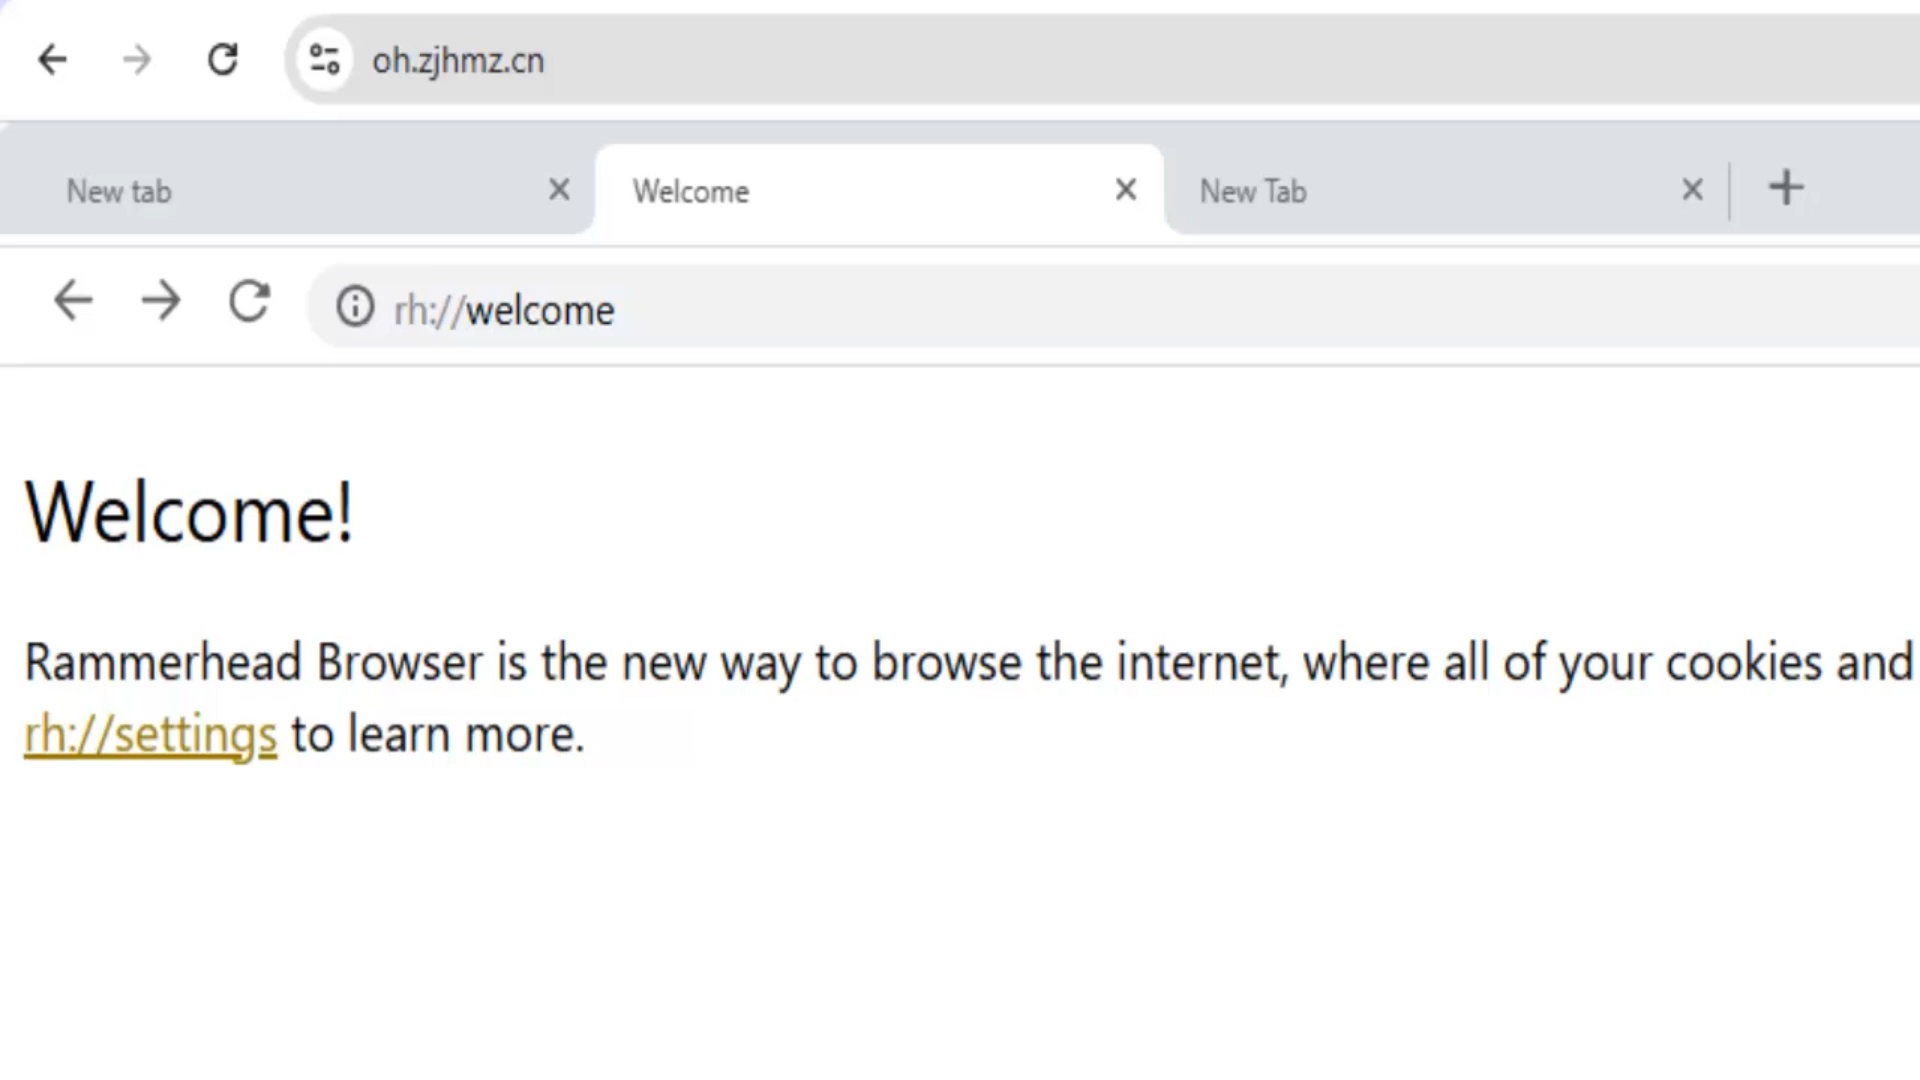 oh.zjhmz.cn
New tab
Welcome
New Tab
rh://welcome
Welcome!
Rammerhead Browser is the new way to browse the internet, where all of your cookies and
rh://settings to learn more.